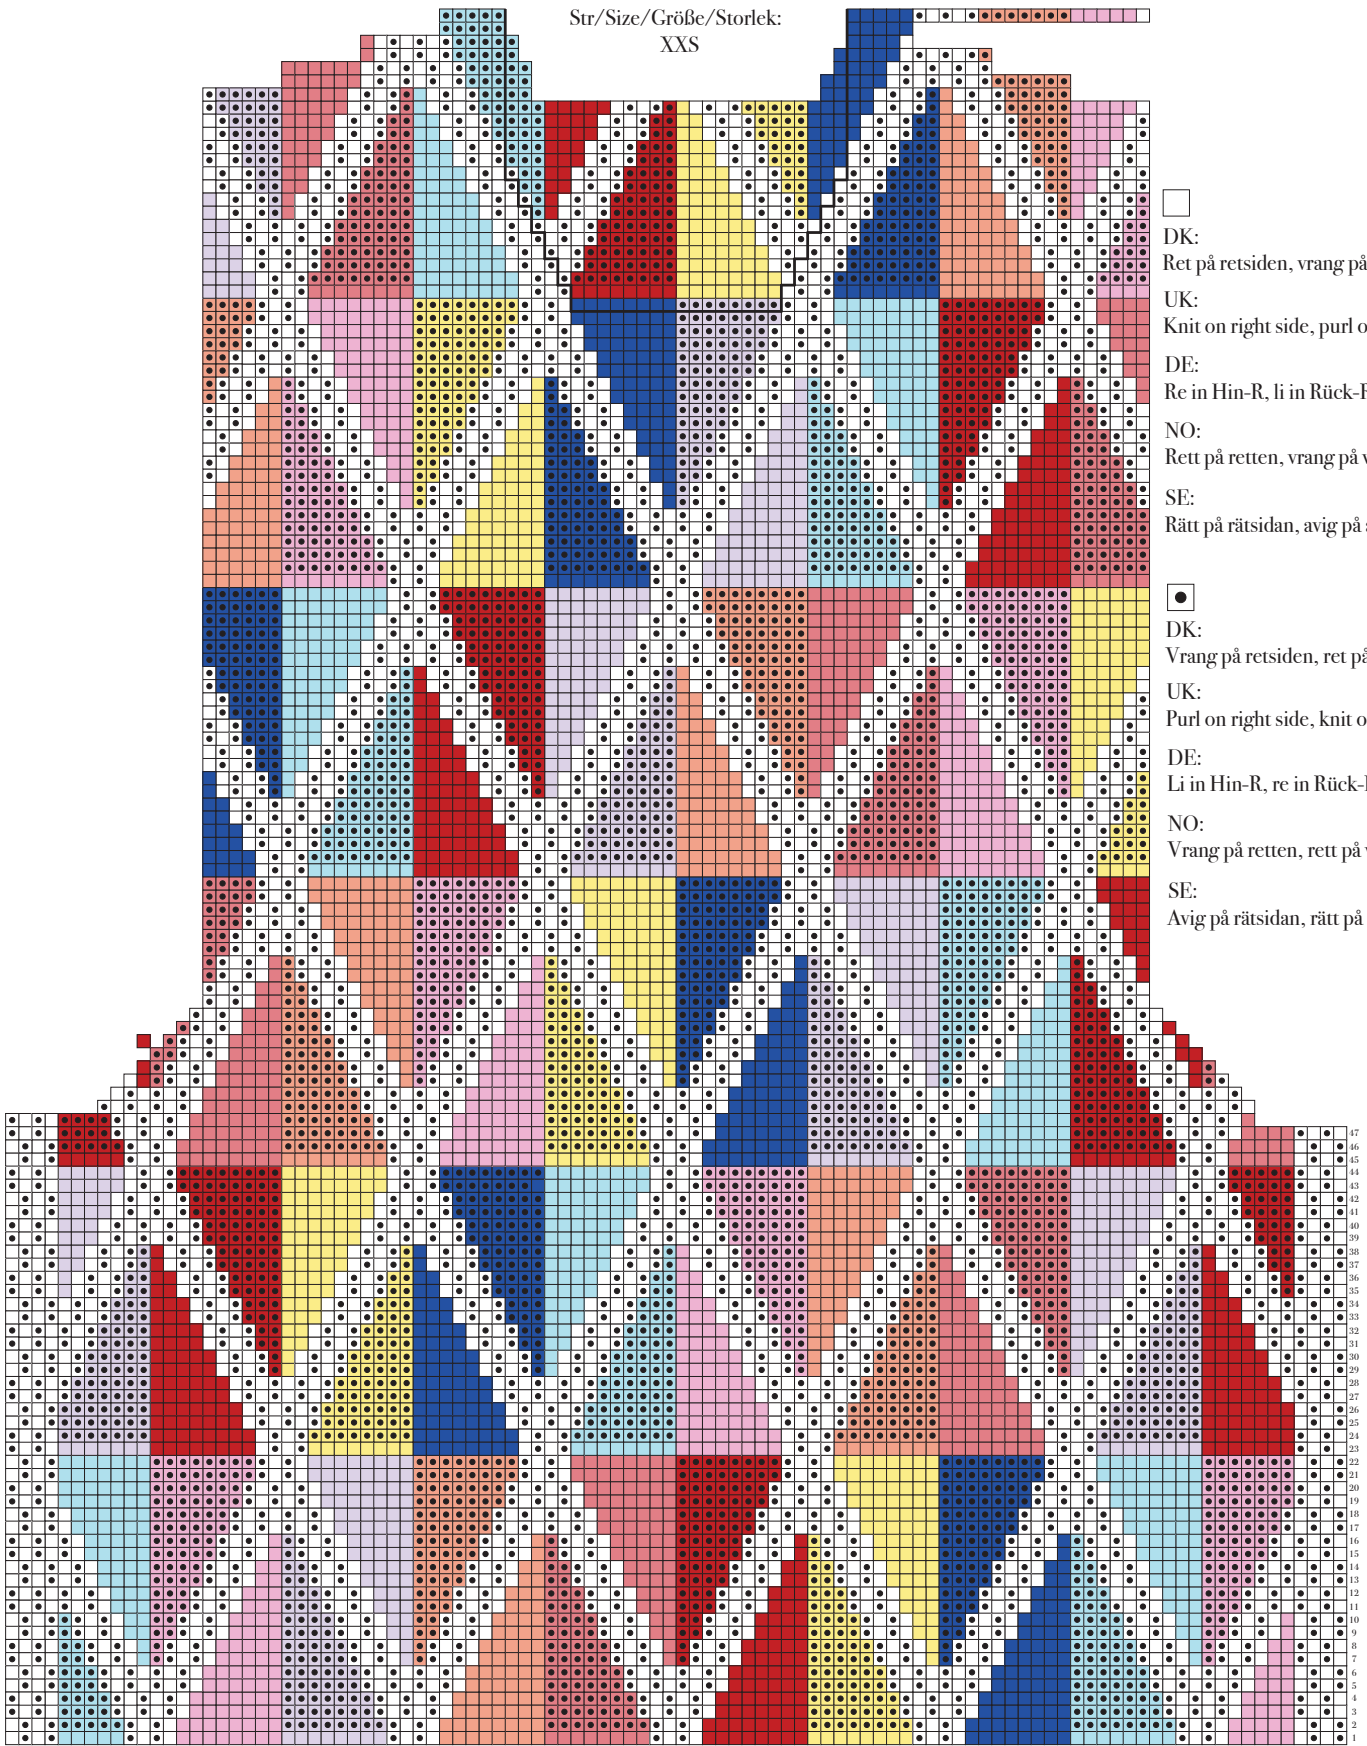 Str/Size/Größe/Storlek:
XXS
DK:
Ret på retsiden, vrang på
UK:
Knit on right side, purl o
DE:
Re in Hin-R, li in Rück-R
NO:
Rett på retten, vrang på v
SE:
Rätt på rätsidan, avig på
DK:
Vrang på retsiden, ret på
UK:
Purl on right side, knit o
DE:
Li in Hin-R, re in Rück-
NO:
Vrang på retten, rett på v
SE:
Avig på rätsidan, rätt på
47
46
45
44
43
42
41
40
39
38
37
36
35
34
33
32
31
30
29
28
27
26
25
24
23
22
21
20
19
18
17
16
15
14
13
12
11
10
9
8
7
6
5
4
3
2
1